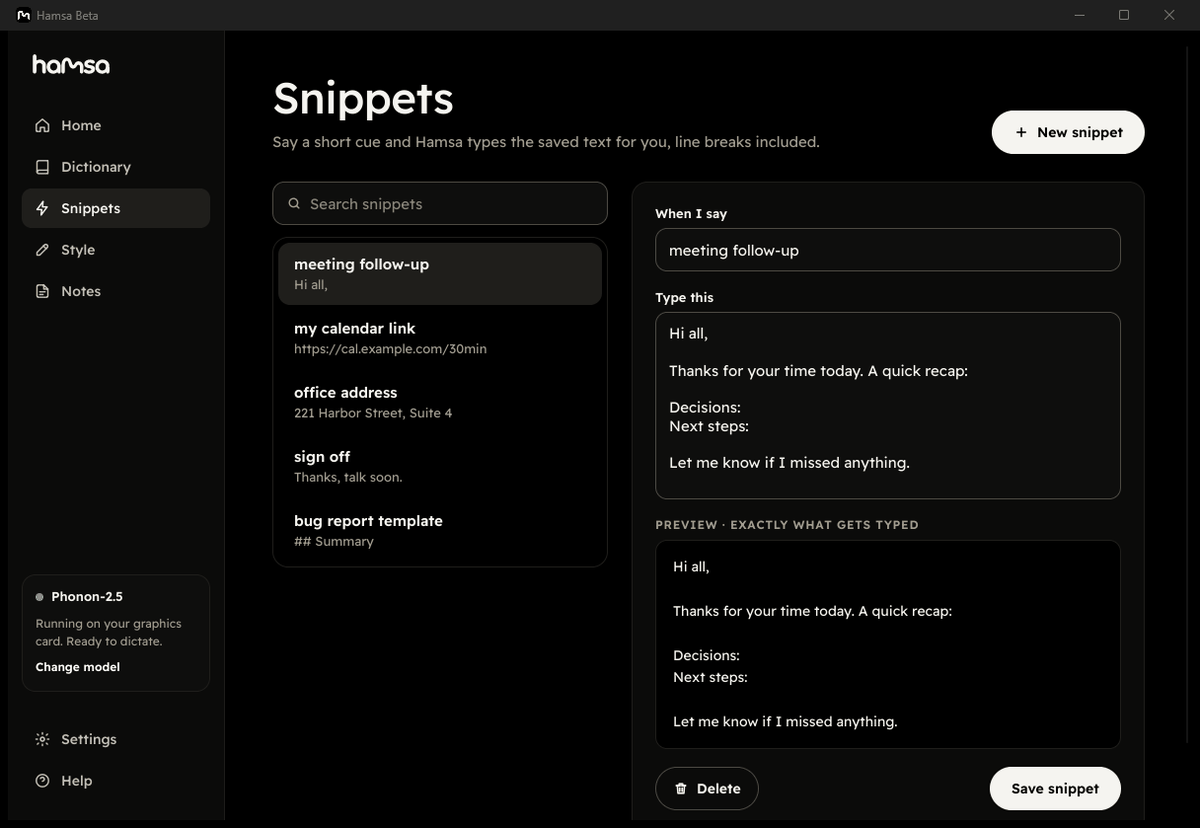 Hamsa Beta
hamsa
Home
Dictionary
Snippets
Style
Notes
Phonon-2.5
Running on your graphics
card. Ready to dictate.
Change model
Settings
Help
Snippets
Say a short cue and Hamsa types the saved text for you, line breaks included.
+ New snippet
Search snippets
meeting follow-up
Hi all,
my calendar link
https://cal.example.com/30min
office address
221 Harbor Street, Suite 4
sign off
Thanks, talk soon.
bug report template
## Summary
When I say
meeting follow-up
Type this
Hi all,
Thanks for your time today. A quick recap:
Decisions:
Next steps:
Let me know if I missed anything.
PREVIEW · EXACTLY WHAT GETS TYPED
Hi all,
Thanks for your time today. A quick recap:
Decisions:
Next steps:
Let me know if I missed anything.
Delete
Save snippet